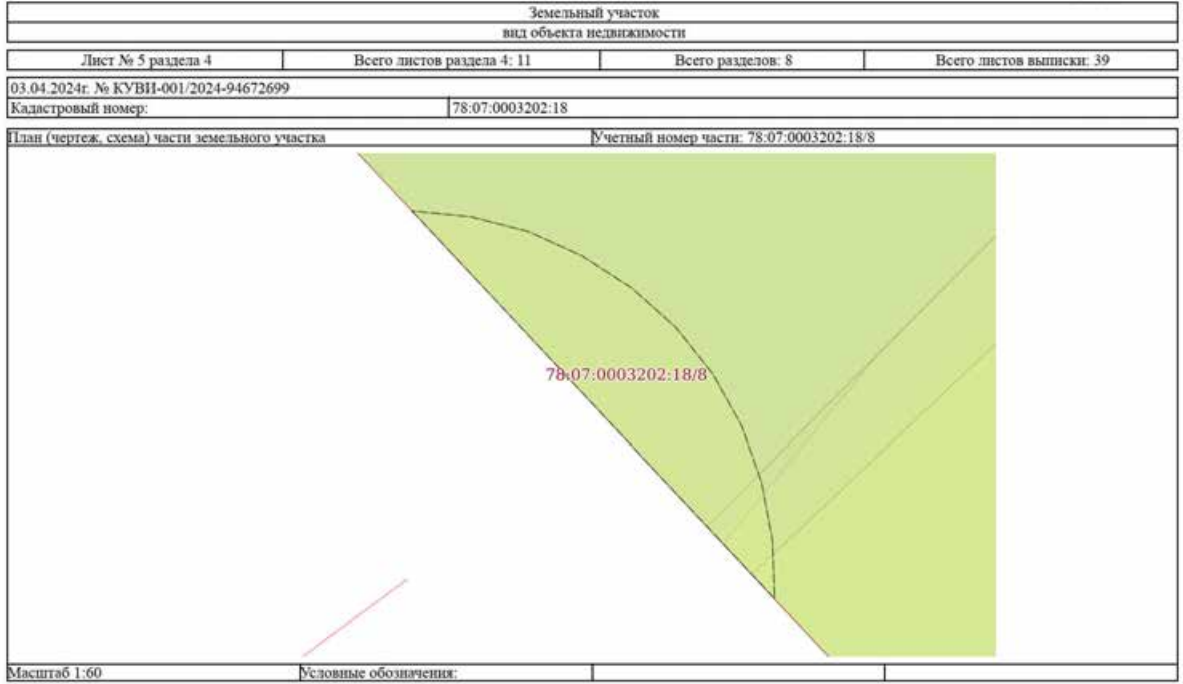 Земельный участок
вид объекта недвижимости
Лист № 5 раздела 4 Всего листов раздела 4: 11 Всего разделов: 8 Всего листов выписки: 39
03.04.2024г. № КУВИ-001/2024-94672699
Кадастровый номер: 78:07:0003202:18
План (чертеж, схема) части земельного участка Учетный номер части: 78:07:0003202:18/8
78:07:0003202:18/8
Масштаб 1:60 Условные обозначения: